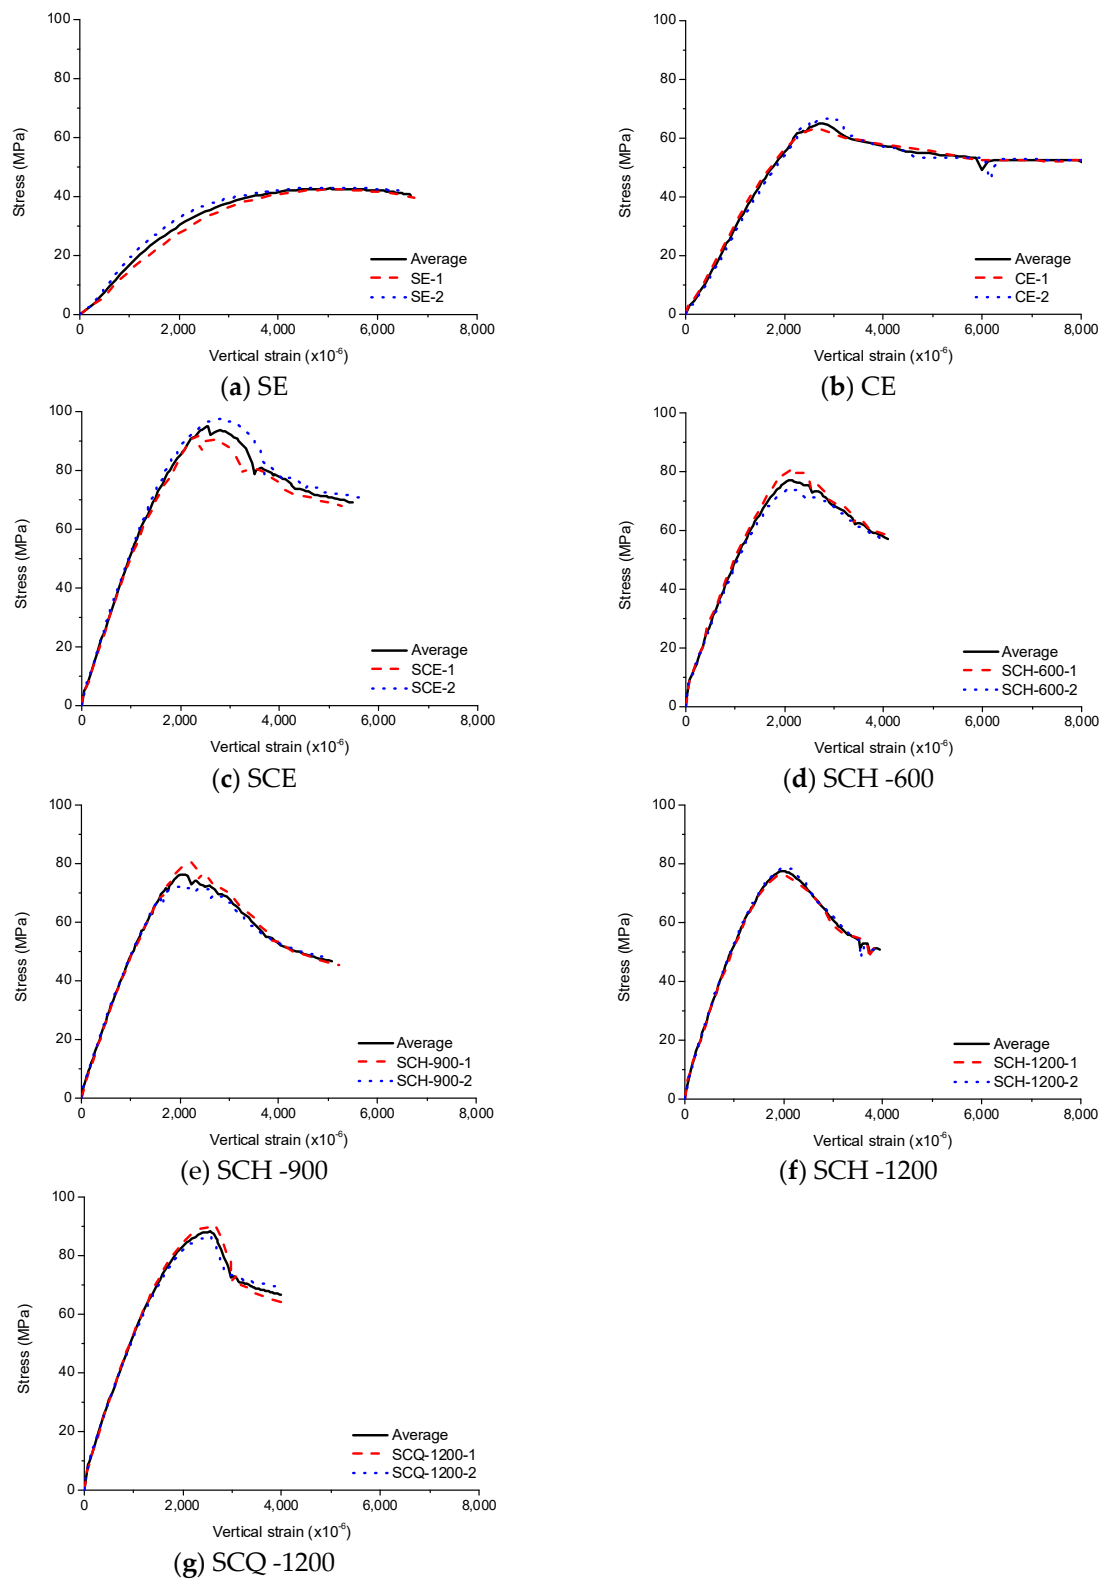 100
80
60
40
20
0
Stress (MPa)
Average
SE-1
SE-2
0 2,000 4,000 6,000 8,000
Vertical strain (x10-6)
(a) SE
100
80
60
40
20
0
Stress (MPa)
Average
CE-1
CE-2
0 2,000 4,000 6,000 8,000
Vertical strain (x10-6)
(b) CE
100
80
60
40
20
0
Stress (MPa)
Average
SCE-1
SCE-2
0 2,000 4,000 6,000 8,000
Vertical strain (x10-6)
(c) SCE
100
80
60
40
20
0
Stress (MPa)
Average
SCH-600-1
SCH-600-2
0 2,000 4,000 6,000 8,000
Vertical strain (x10-6)
(d) SCH -600
100
80
60
40
20
0
Stress (MPa)
Average
SCH-900-1
SCH-900-2
0 2,000 4,000 6,000 8,000
Vertical strain (x10-6)
(e) SCH -900
100
80
60
40
20
0
Stress (MPa)
Average
SCH-1200-1
SCH-1200-2
0 2,000 4,000 6,000 8,000
Vertical strain (x10-6)
(f) SCH -1200
100
80
60
40
20
0
Stress (MPa)
Average
SCQ-1200-1
SCQ-1200-2
0 2,000 4,000 6,000 8,000
Vertical strain (x10-6)
(g) SCQ -1200